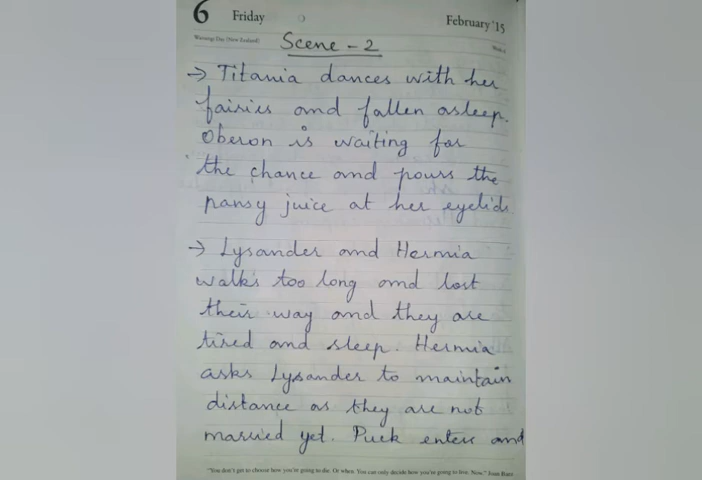 6 Friday February '15
Waitangi Day (New Zealand) Week 6
Scene - 2
→ Titania dances with her
fairies and fallen asleep.
Oberon is waiting for
the chance and pours the
pansy juice at her eyelids.
→ Lysander and Hermia
walks too long and lost
their way and they are
tired and sleep. Hermia
asks Lysander to maintain
distance as they are not
married yet. Puck enters and
"You don't get to choose how you're going to die. Or when. You can only decide how you're going to live. Now." Joan Baez